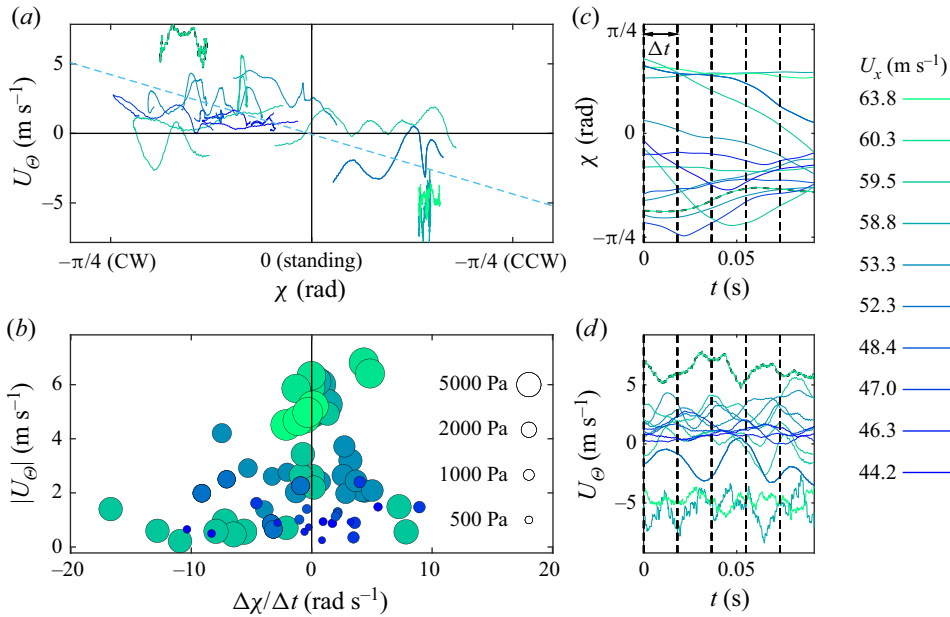 (a)
5
0
−5
U_Θ (m s⁻¹)
−π/4 (CW)
0 (standing)
−π/4 (CCW)
χ (rad)
(c)
π/4
0
−π/4
χ (rad)
Δt
0
0.05
t (s)
U_x (m s⁻¹)
63.8
60.3
59.5
58.8
53.3
52.3
48.4
47.0
46.3
44.2
(b)
6
4
2
0
|U_Θ| (m s⁻¹)
5000 Pa
2000 Pa
1000 Pa
500 Pa
−20
−10
0
10
20
Δχ/Δt (rad s⁻¹)
(d)
5
0
−5
U_Θ (m s⁻¹)
0
0.05
t (s)